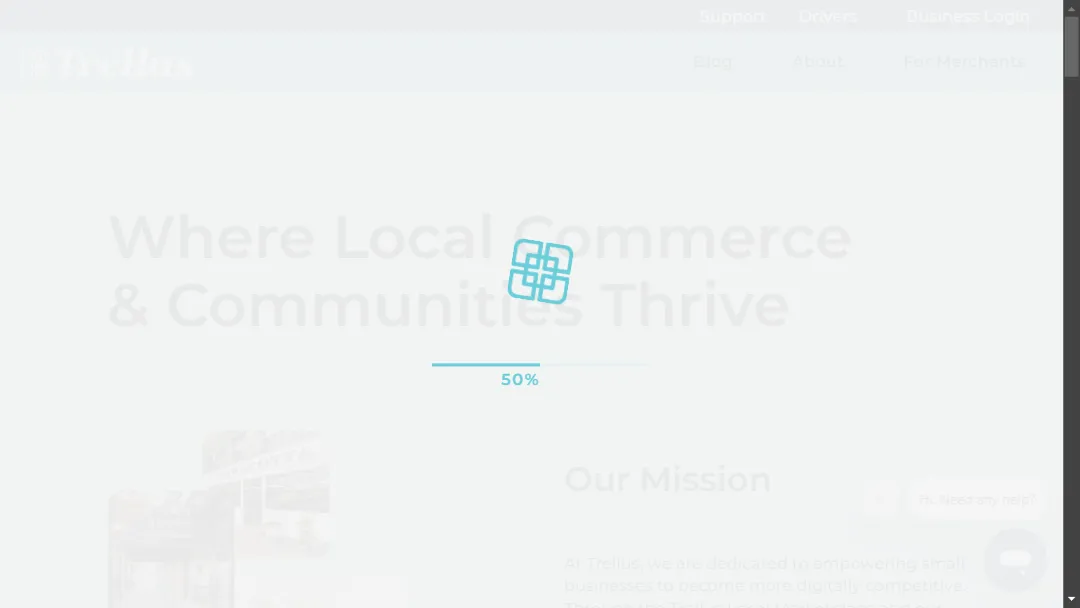 Support Drivers Business Login
Trellus
Blog About For Merchants
Where Local Commerce
& Communities Thrive
50%
Our Mission
Hi. Need any help?
At Trellus, we are dedicated to empowering small
businesses to become more digitally competitive.